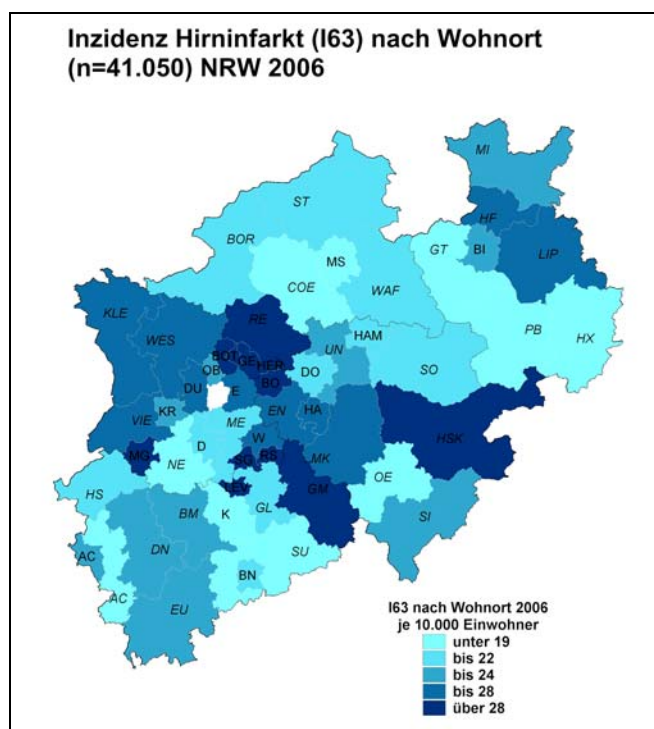 Inzidenz Hirninfarkt (I63) nach Wohnort
(n=41.050) NRW 2006
MI
ST
HF
BOR
GT
BI
LIP
MS
COE
WAF
KLE
RE
PB
HX
WES
HAM
UN
BOT
GE
HER
SO
OB
DO
BO
DU
E
EN
HA
KR
VIE
ME
HSK
W
D
MG
SG
RS
MK
NE
OE
LEV
GM
HS
GL
K
BM
SI
SU
AC
DN
BN
AC
EU
I63 nach Wohnort 2006
je 10.000 Einwohner
unter 19
bis 22
bis 24
bis 28
über 28